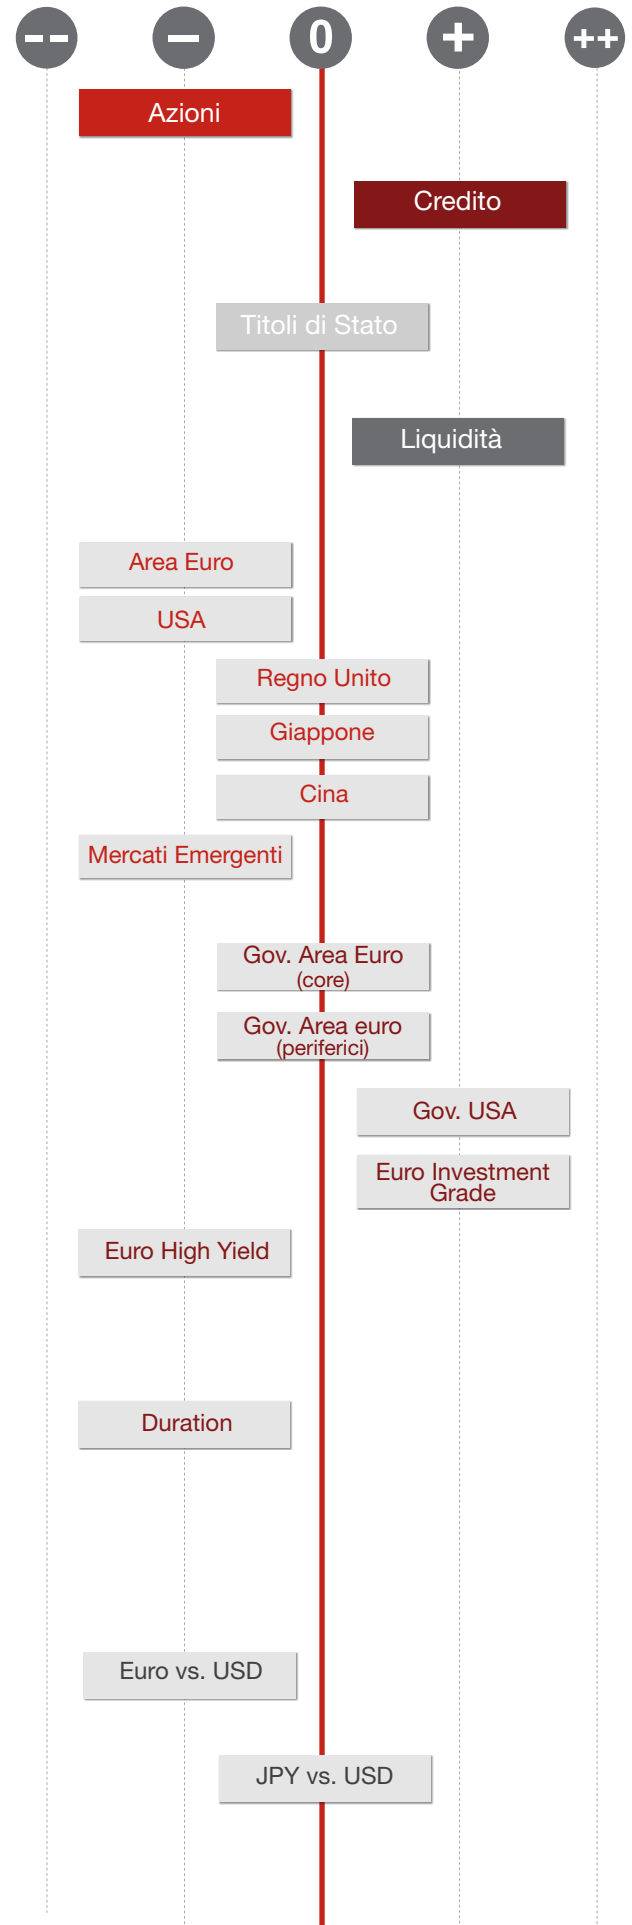 -- - 0 + ++
Azioni
Credito
Titoli di Stato
Liquidità
Area Euro
USA
Regno Unito
Giappone
Cina
Mercati Emergenti
Gov. Area Euro
(core)
Gov. Area euro
(periferici)
Gov. USA
Euro Investment
Grade
Euro High Yield
Duration
Euro vs. USD
JPY vs. USD